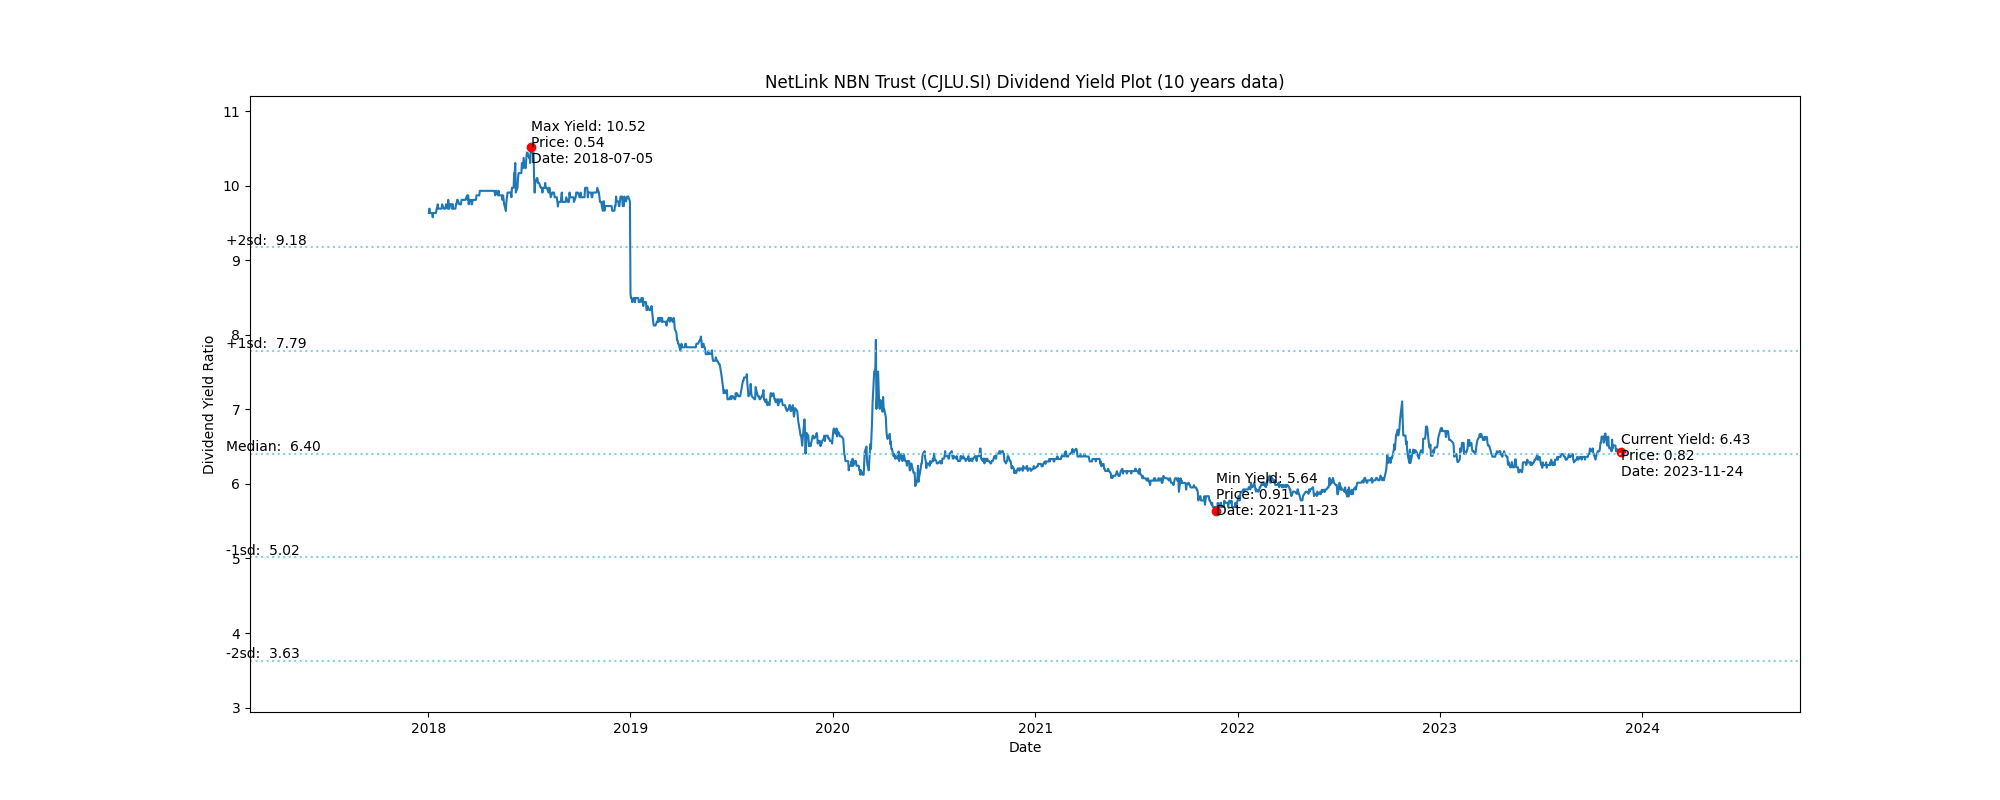 NetLink NBN Trust (CJLU.SI) Dividend Yield Plot (10 years data)
11
Max Yield: 10.52
Price: 0.54
Date: 2018-07-05
10
+2sd:  9.18
9
8
+1sd:  7.79
Dividend Yield Ratio
7
Median:  6.40
Current Yield: 6.43
Price: 0.82
Date: 2023-11-24
6
Min Yield: 5.64
Price: 0.91
Date: 2021-11-23
-1sd:  5.02
5
4
-2sd:  3.63
3
2018 2019 2020 2021 2022 2023 2024
Date